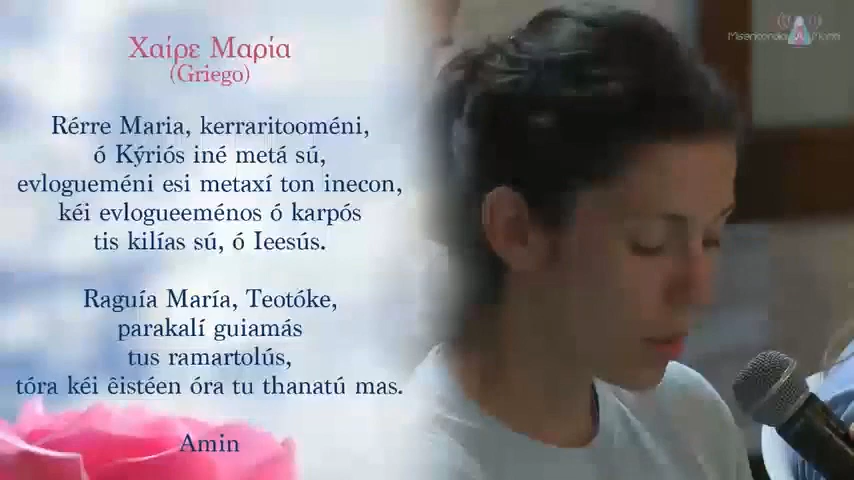 Χαίρε Μαρία
(Griego)
Rérre Maria, kerraritooméni,
ó Kýriós iné metá sú,
evlogueméni esi metaxí ton inecon,
kéi evlogueeménos ó karpós
tis kilías sú, ó Ieesús.
Raguía María, Teotóke,
parakalí guiamás
tus ramartolús,
tóra kéi êistéen óra tu thanatú mas.
Amin